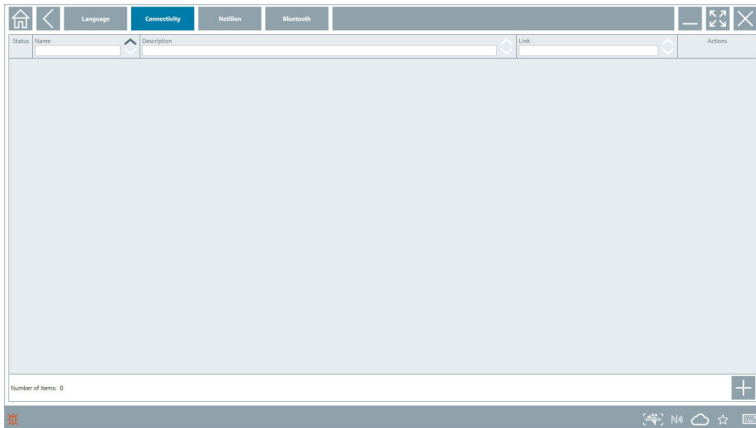 Language Connectivity Netilion Bluetooth
Status Name Description Link Actions
Number of Items: 0